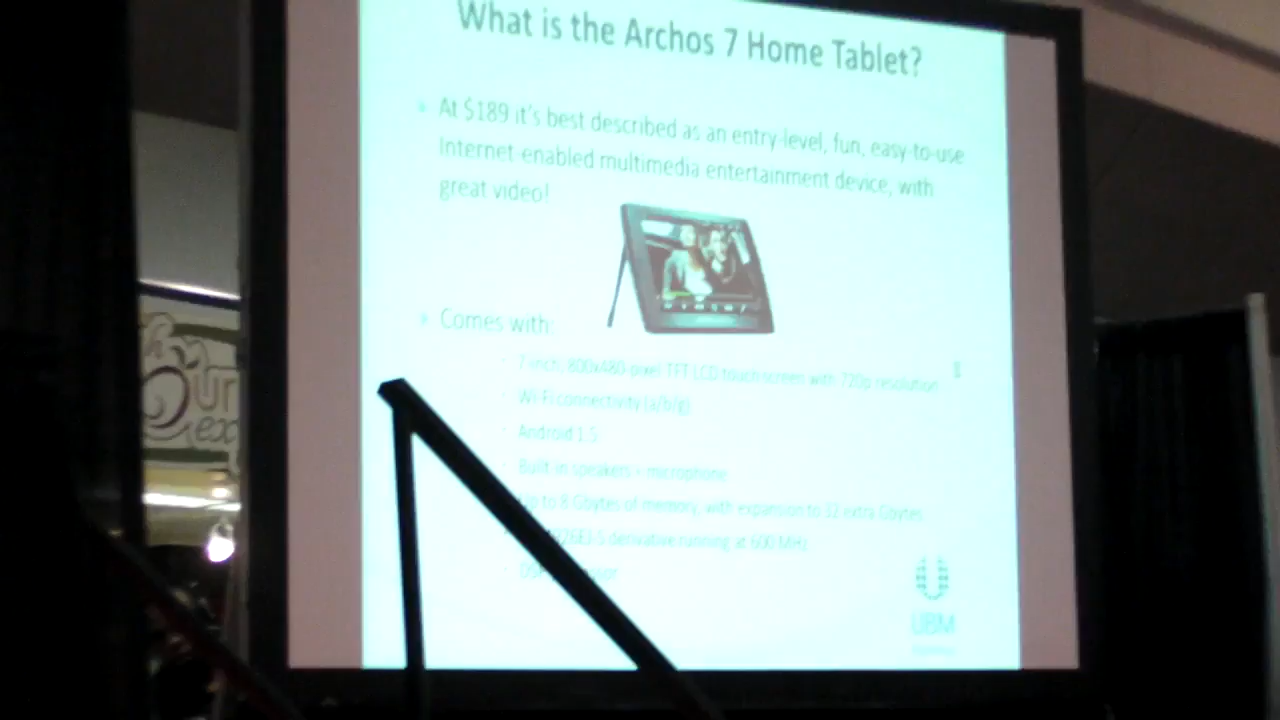 What is the Archos 7 Home Tablet?
At $189 it's best described as an entry-level, fun, easy-to-use
Internet-enabled multimedia entertainment device, with
great video!
Comes with:
7 inch, 800x480-pixel TFT LCD touchscreen with 720p resolution
Wi-Fi connectivity (a/b/g)
Android 1.5
Built in speakers + microphone
Up to 8 Gbytes of memory, with expansion to 32 extra Gbytes
derivative running at 600 MHz
UBM